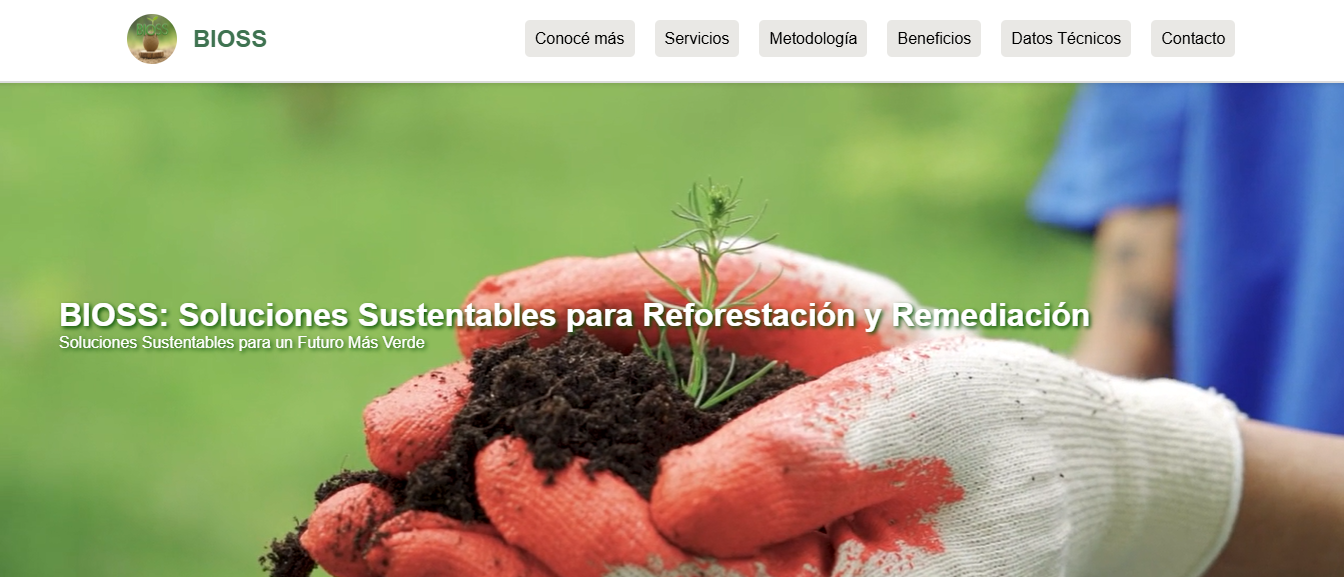 BIOSS
Conocé más
Servicios
Metodología
Beneficios
Datos Técnicos
Contacto
BIOSS: Soluciones Sustentables para Reforestación y Remediación
Soluciones Sustentables para un Futuro Más Verde